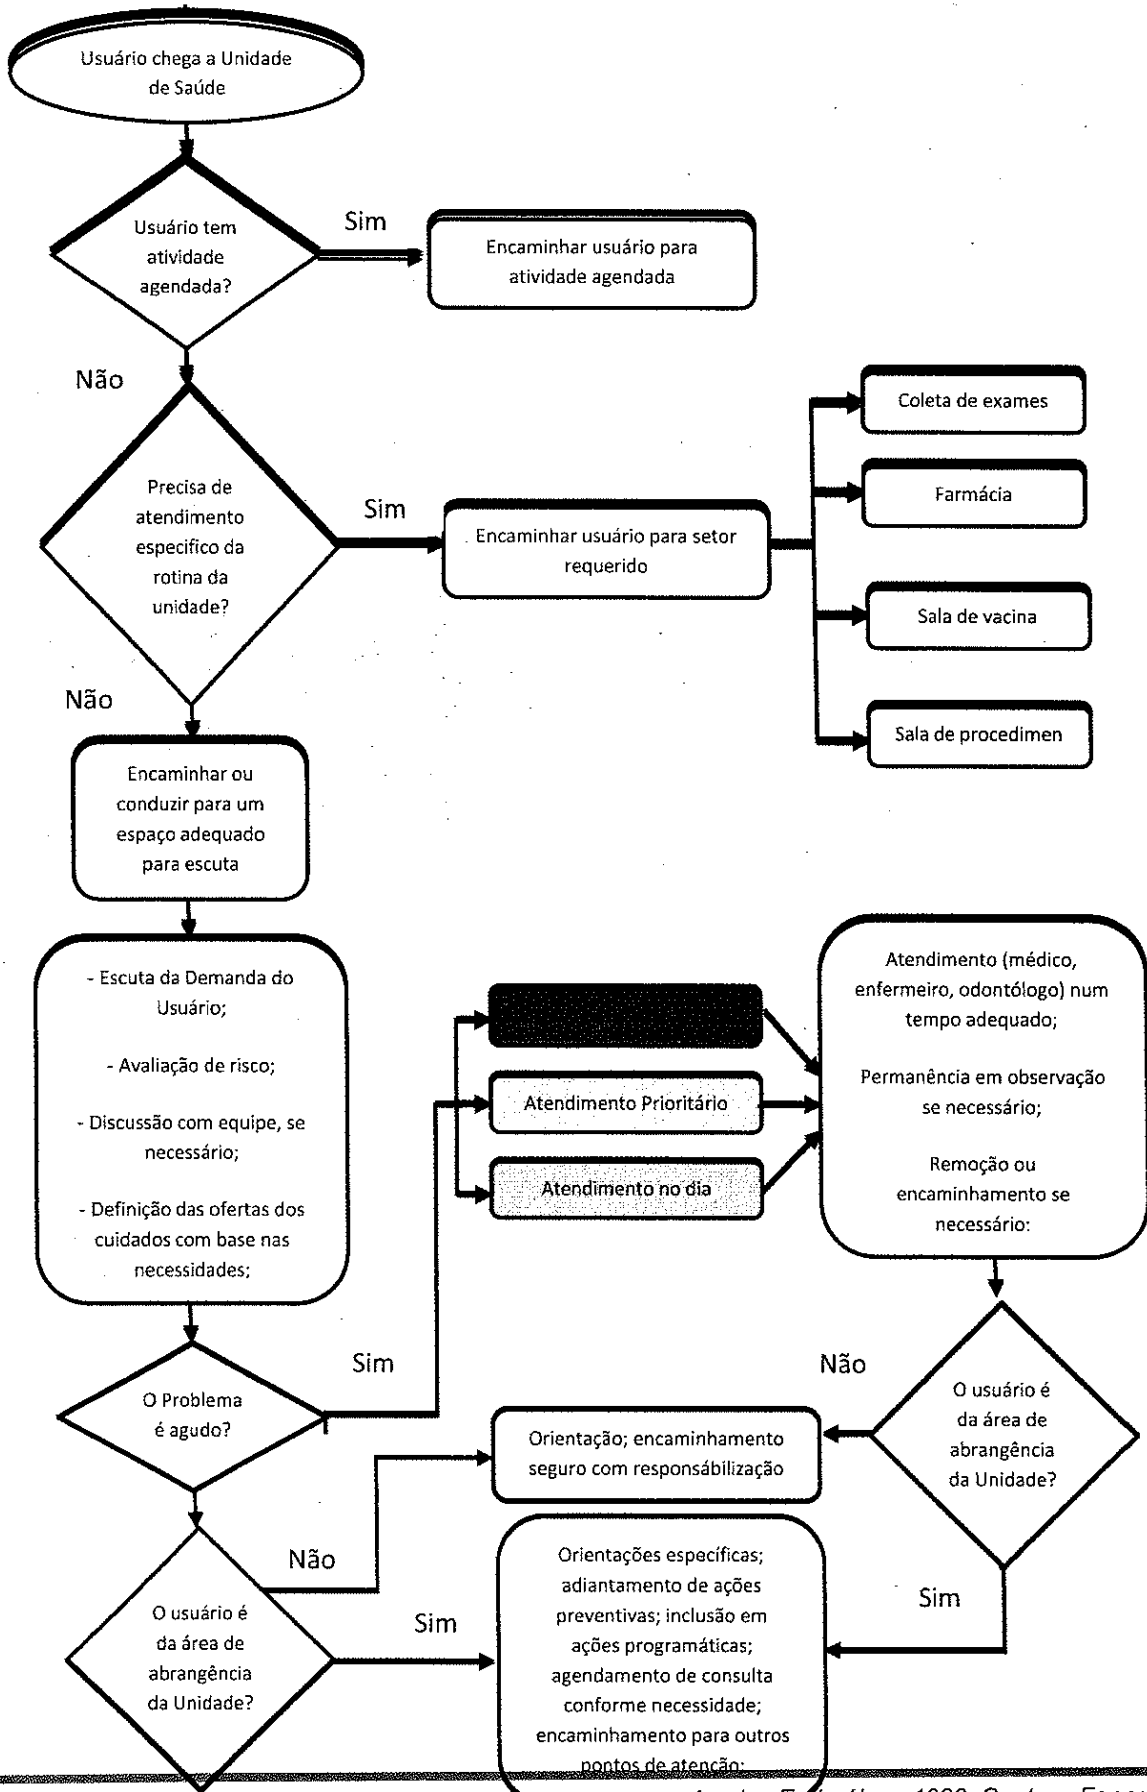 Usuário chega a Unidade
de Saúde
Usuário tem
atividade
agendada?
Sim
Encaminhar usuário para
atividade agendada
Não
Precisa de
atendimento
especifico da
rotina da
unidade?
Sim
Encaminhar usuário para setor
requerido
Coleta de exames
Farmácia
Sala de vacina
Sala de procedimen
Não
Encaminhar ou
conduzir para um
espaço adequado
para escuta
- Escuta da Demanda do
Usuário;
- Avaliação de risco;
- Discussão com equipe, se
necessário;
- Definição das ofertas dos
cuidados com base nas
necessidades;
Atendimento Prioritário
Atendimento no dia
Atendimento (médico,
enfermeiro, odontólogo) num
tempo adequado;
Permanência em observação
se necessário;
Remoção ou
encaminhamento se
necessário:
O Problema
é agudo?
Sim
Não
O usuário é
da área de
abrangência
da Unidade?
Orientação; encaminhamento
seguro com responsábilização
Não
O usuário é
da área de
abrangência
da Unidade?
Sim
Orientações específicas;
adiantamento de ações
preventivas; inclusão em
ações programáticas;
agendamento de consulta
conforme necessidade;
encaminhamento para outros
pontos de atenção;
Sim